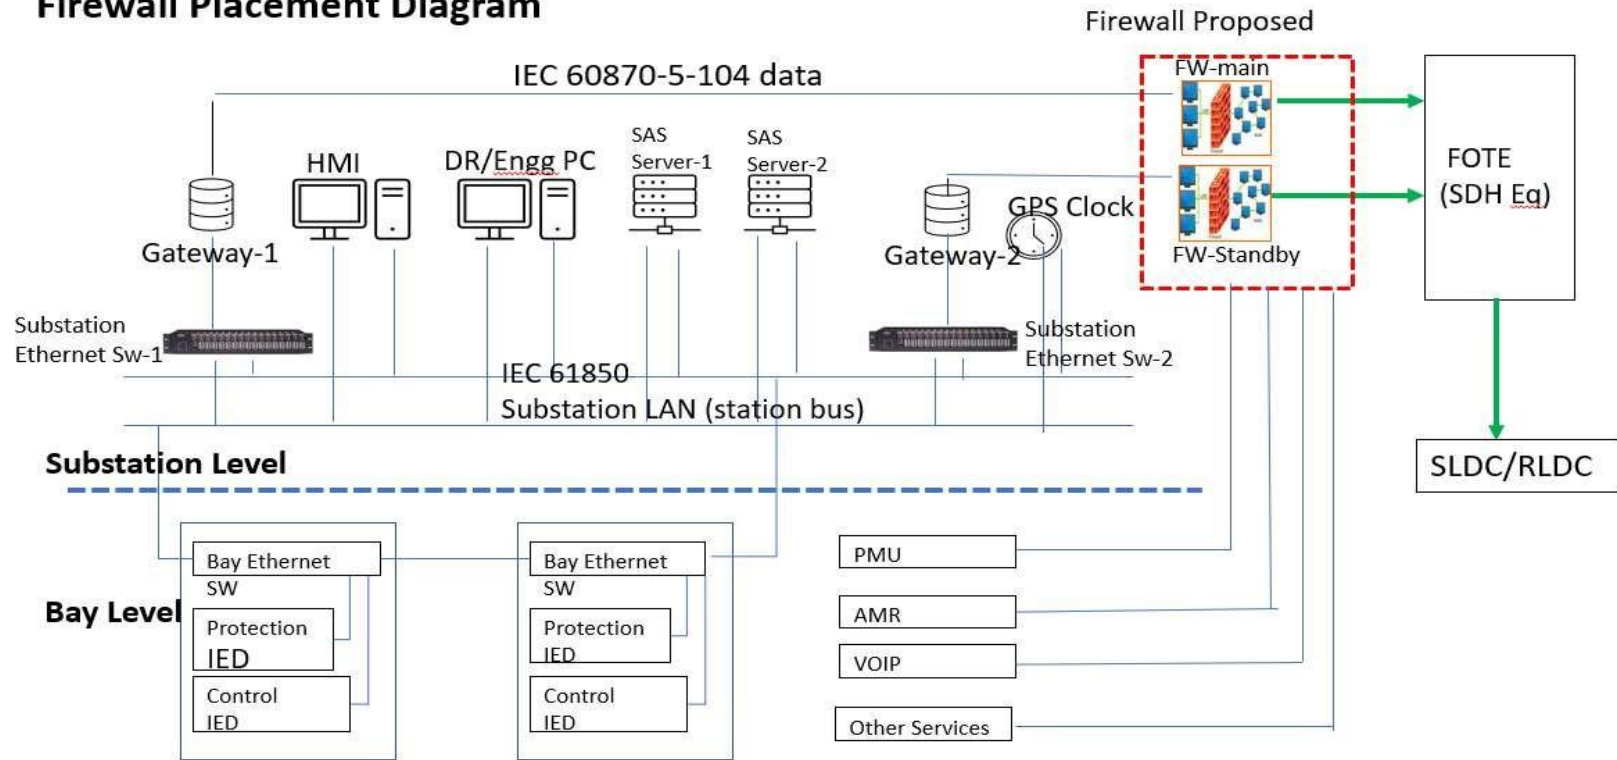 Firewall Placement Diagram
Firewall Proposed
IEC 60870-5-104 data
FW-main
SAS
Server-1
SAS
Server-2
HMI
DR/Engg PC
FOTE
(SDH Eq)
GPS Clock
Gateway-1
Gateway-2
FW-Standby
Substation
Ethernet Sw-1
Substation
Ethernet Sw-2
IEC 61850
Substation LAN (station bus)
Substation Level
SLDC/RLDC
Bay Ethernet
SW
Bay Ethernet
SW
PMU
Bay Level
Protection
IED
Protection
IED
AMR
VOIP
Control
IED
Control
IED
Other Services